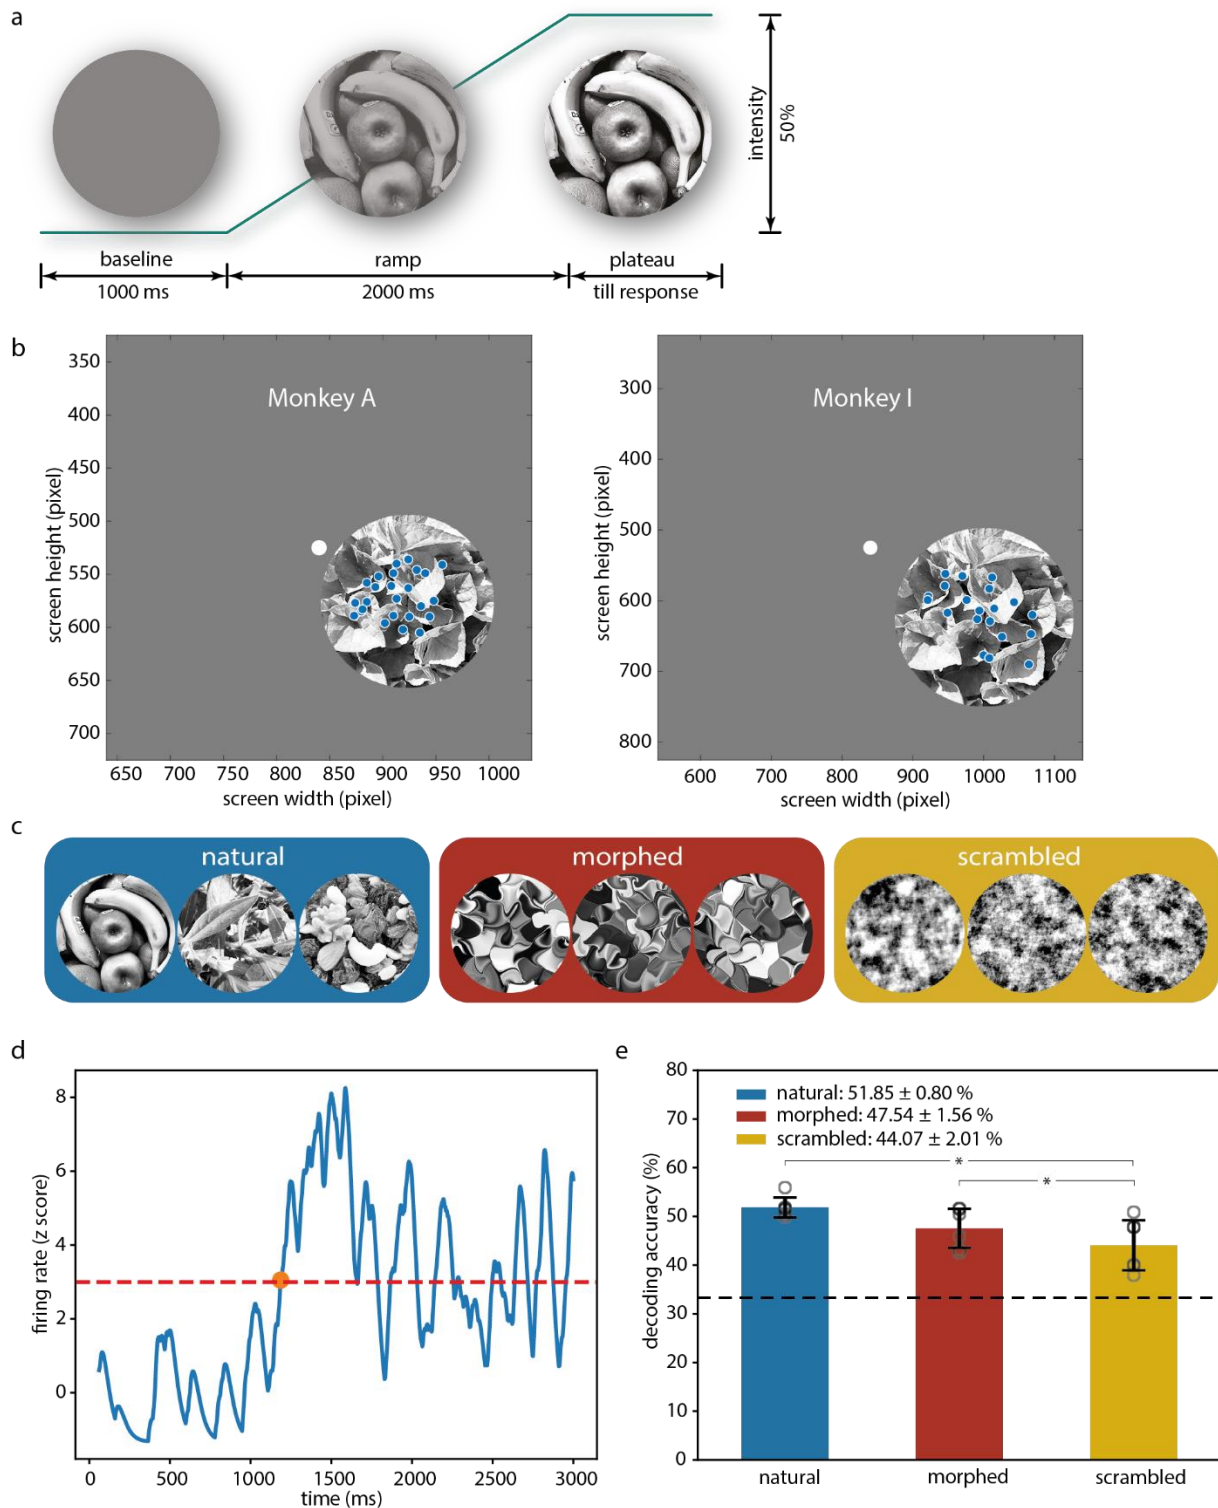 a
intensity
50%
baseline
ramp
plateau
1000 ms
2000 ms
till response
b
Monkey A
350
400
450
500
550
600
650
700
screen height (pixel)
650
700
750
800
850
900
950
1000
screen width (pixel)
Monkey I
300
400
500
600
700
800
screen height (pixel)
600
700
800
900
1000
1100
screen width (pixel)
c
natural
morphed
scrambled
d
8
6
4
2
0
firing rate (z score)
0
500
1000
1500
2000
2500
3000
time (ms)
e
80
70
60
50
40
30
20
10
0
decoding accuracy (%)
natural: 51.85 ± 0.80 %
morphed: 47.54 ± 1.56 %
scrambled: 44.07 ± 2.01 %
*
*
natural
morphed
scrambled